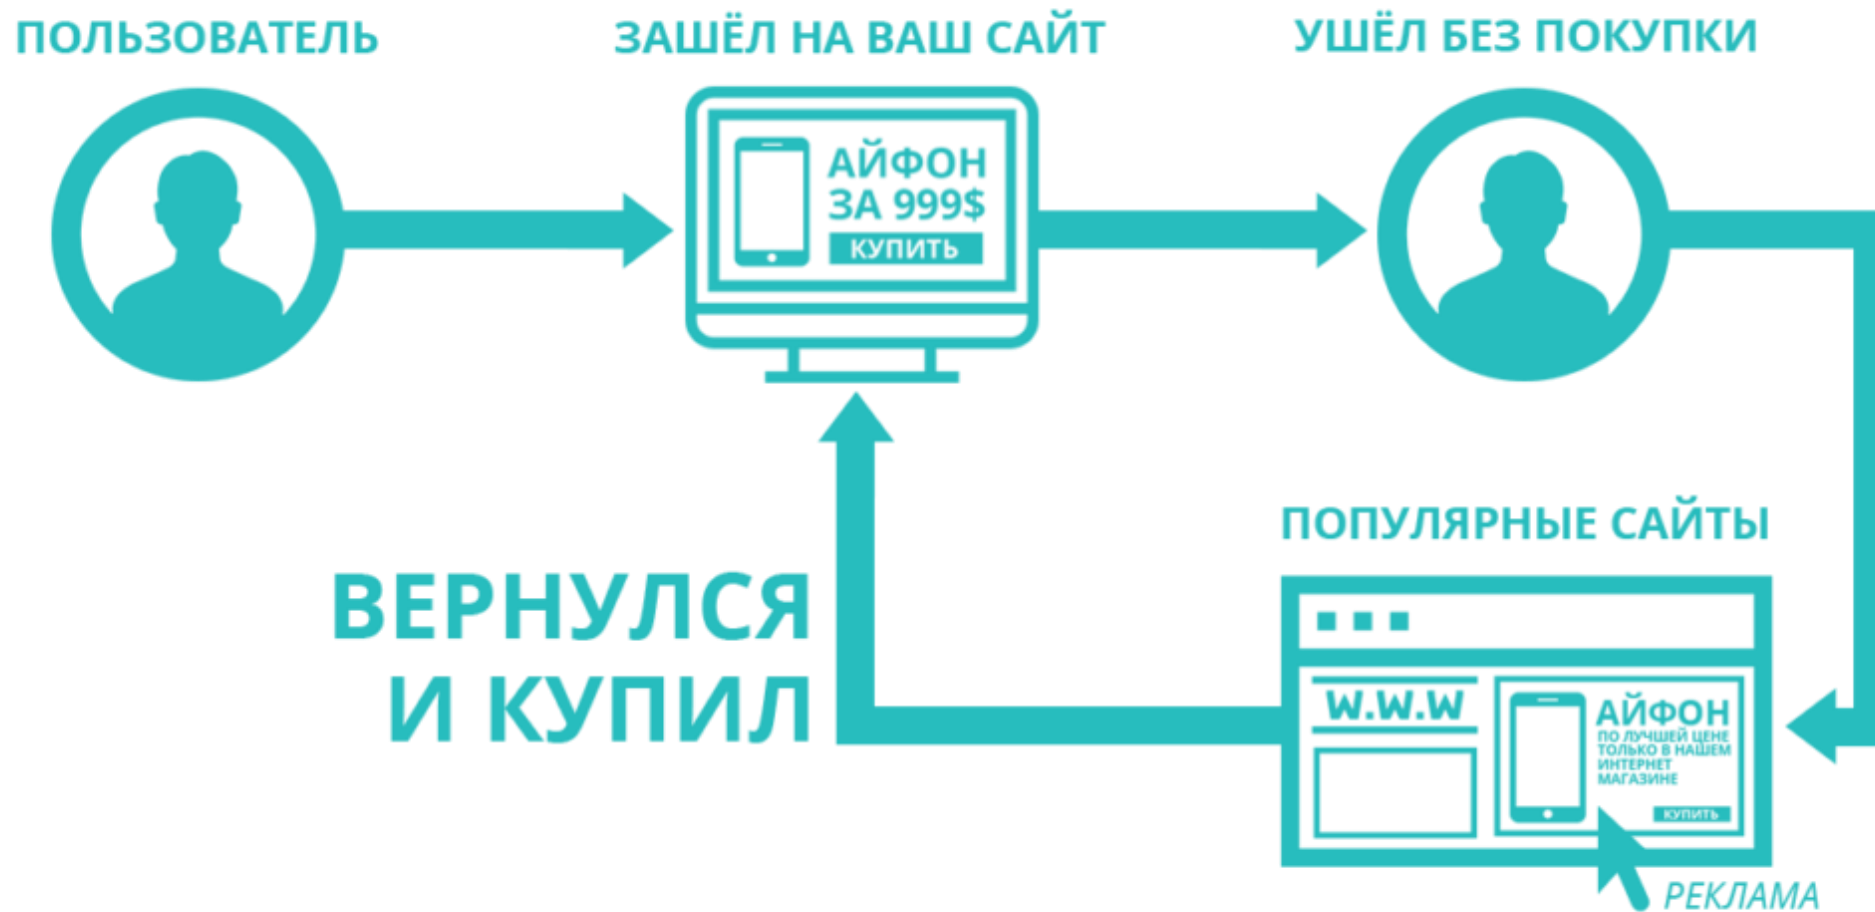 ПОЛЬЗОВАТЕЛЬ
ЗАШЁЛ НА ВАШ САЙТ
УШЁЛ БЕЗ ПОКУПКИ
АЙФОН
ЗА 999$
КУПИТЬ
ПОПУЛЯРНЫЕ САЙТЫ
W.W.W
АЙФОН
ПО ЛУЧШЕЙ ЦЕНЕ
ТОЛЬКО В НАШЕМ
ИНТЕРНЕТ
МАГАЗИНЕ
КУПИТЬ
РЕКЛАМА
ВЕРНУЛСЯ
И КУПИЛ